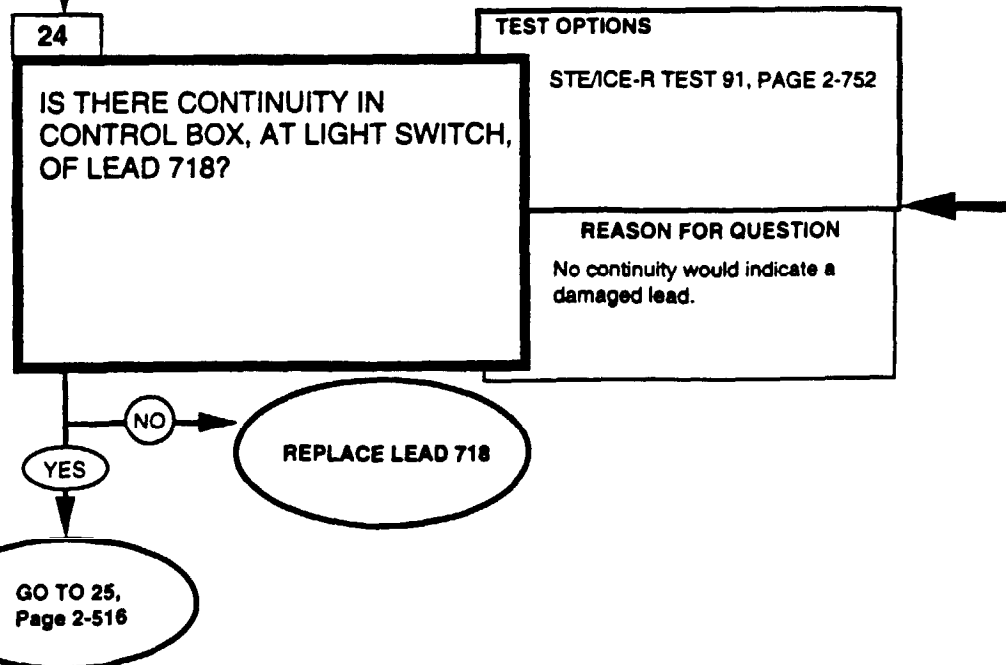 24
IS THERE CONTINUITY IN
CONTROL BOX, AT LIGHT SWITCH,
OF LEAD 718?
TEST OPTIONS
STE/ICE-R TEST 91, PAGE 2-752
REASON FOR QUESTION
No continuity would indicate a
damaged lead.
NO
REPLACE LEAD 718
YES
GO TO 25,
Page 2-516